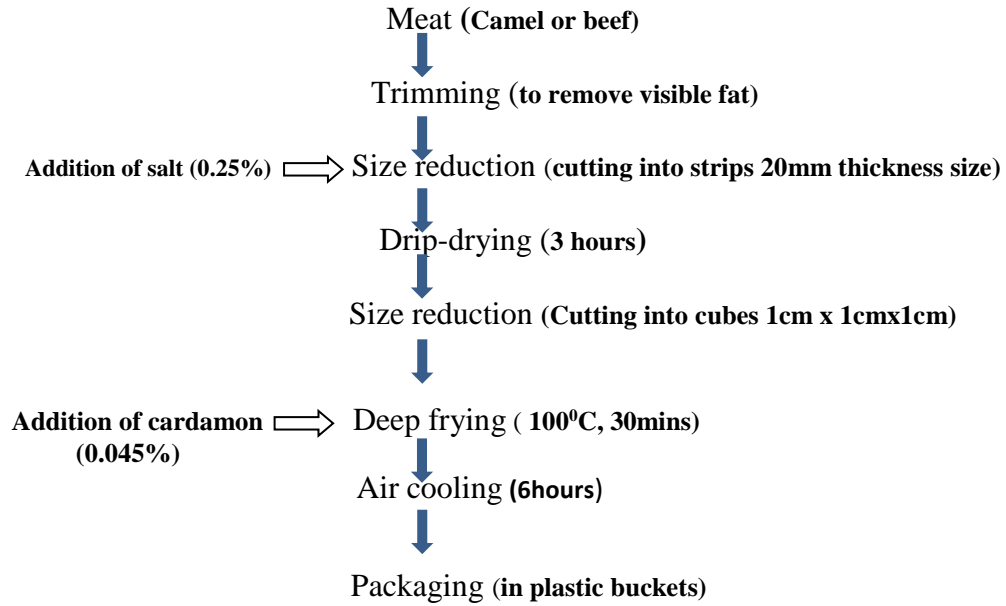 Meat (Camel or beef)
Trimming (to remove visible fat)
Addition of salt (0.25%) Size reduction (cutting into strips 20mm thickness size)
Drip-drying (3 hours)
Size reduction (Cutting into cubes 1cm x 1cmx1cm)
Addition of cardamon Deep frying ( 100⁰C, 30mins)
(0.045%)
Air cooling (6hours)
Packaging (in plastic buckets)